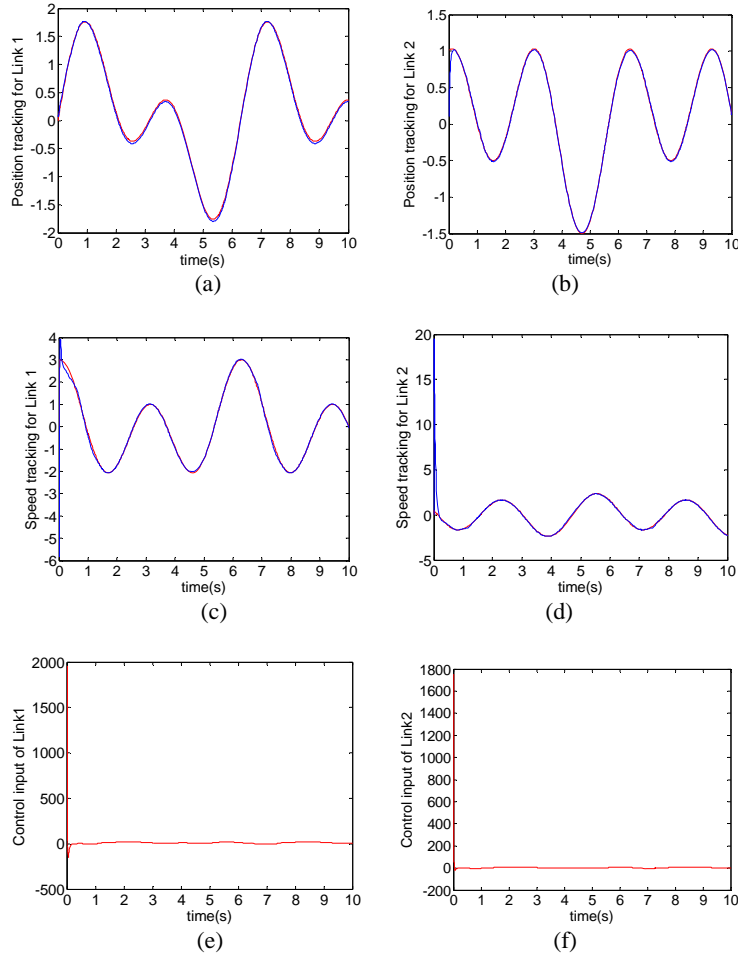 Position tracking for Link 1
2
1.5
1
0.5
0
-0.5
-1
-1.5
-2
0 1 2 3 4 5 6 7 8 9 10
time(s)
(a)
Position tracking for Link 2
1.5
1
0.5
0
-0.5
-1
-1.5
0 1 2 3 4 5 6 7 8 9 10
time(s)
(b)
Speed tracking for Link 1
4
3
2
1
0
-1
-2
-3
-4
-5
-6
0 1 2 3 4 5 6 7 8 9 10
time(s)
(c)
Speed tracking for Link 2
20
15
10
5
0
-5
0 1 2 3 4 5 6 7 8 9 10
time(s)
(d)
Control input of Link1
2000
1500
1000
500
0
-500
0 1 2 3 4 5 6 7 8 9 10
time(s)
(e)
Control input of Link2
1800
1600
1400
1200
1000
800
600
400
200
0
-200
0 1 2 3 4 5 6 7 8 9 10
time(s)
(f)